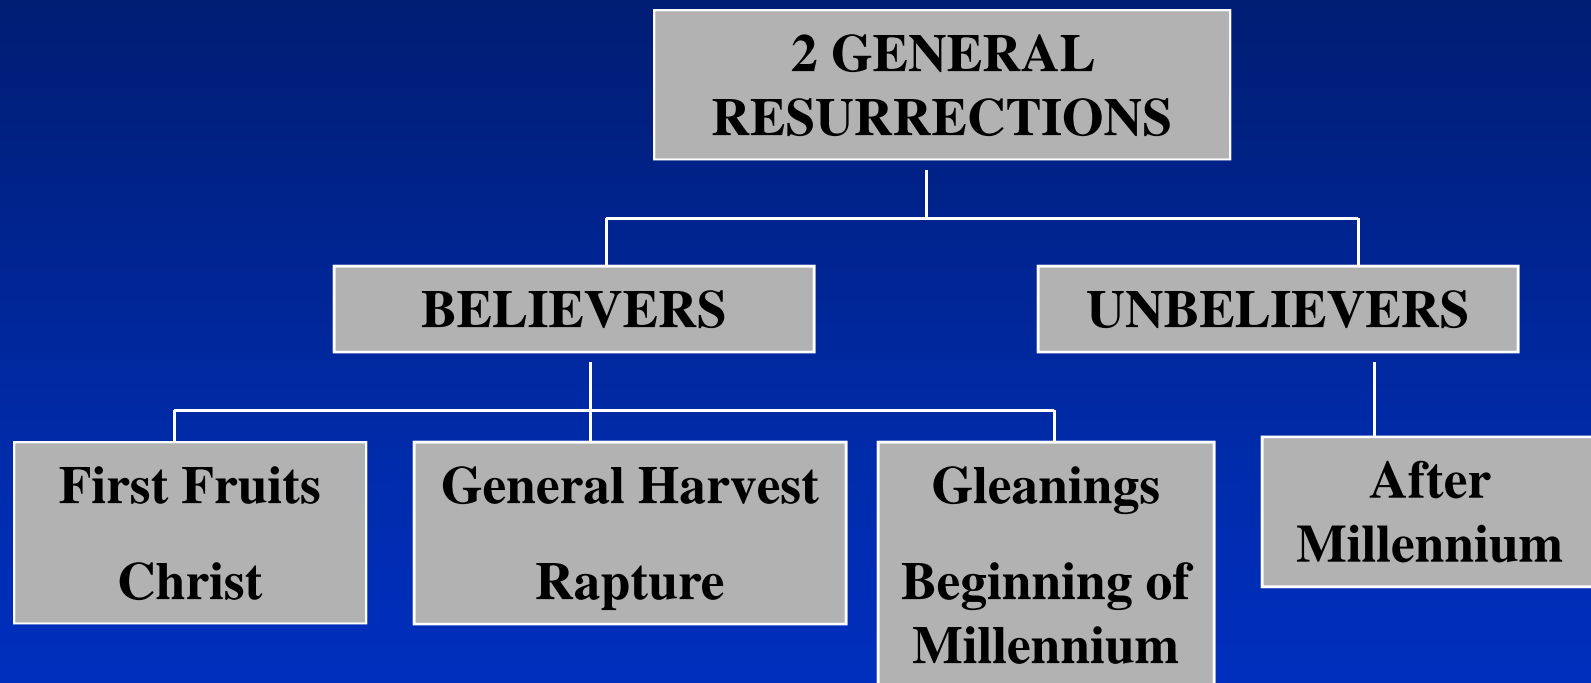 2 GENERAL
RESURRECTIONS
BELIEVERS
UNBELIEVERS
First Fruits
Christ
General Harvest
Rapture
Gleanings
Beginning of
Millennium
After
Millennium